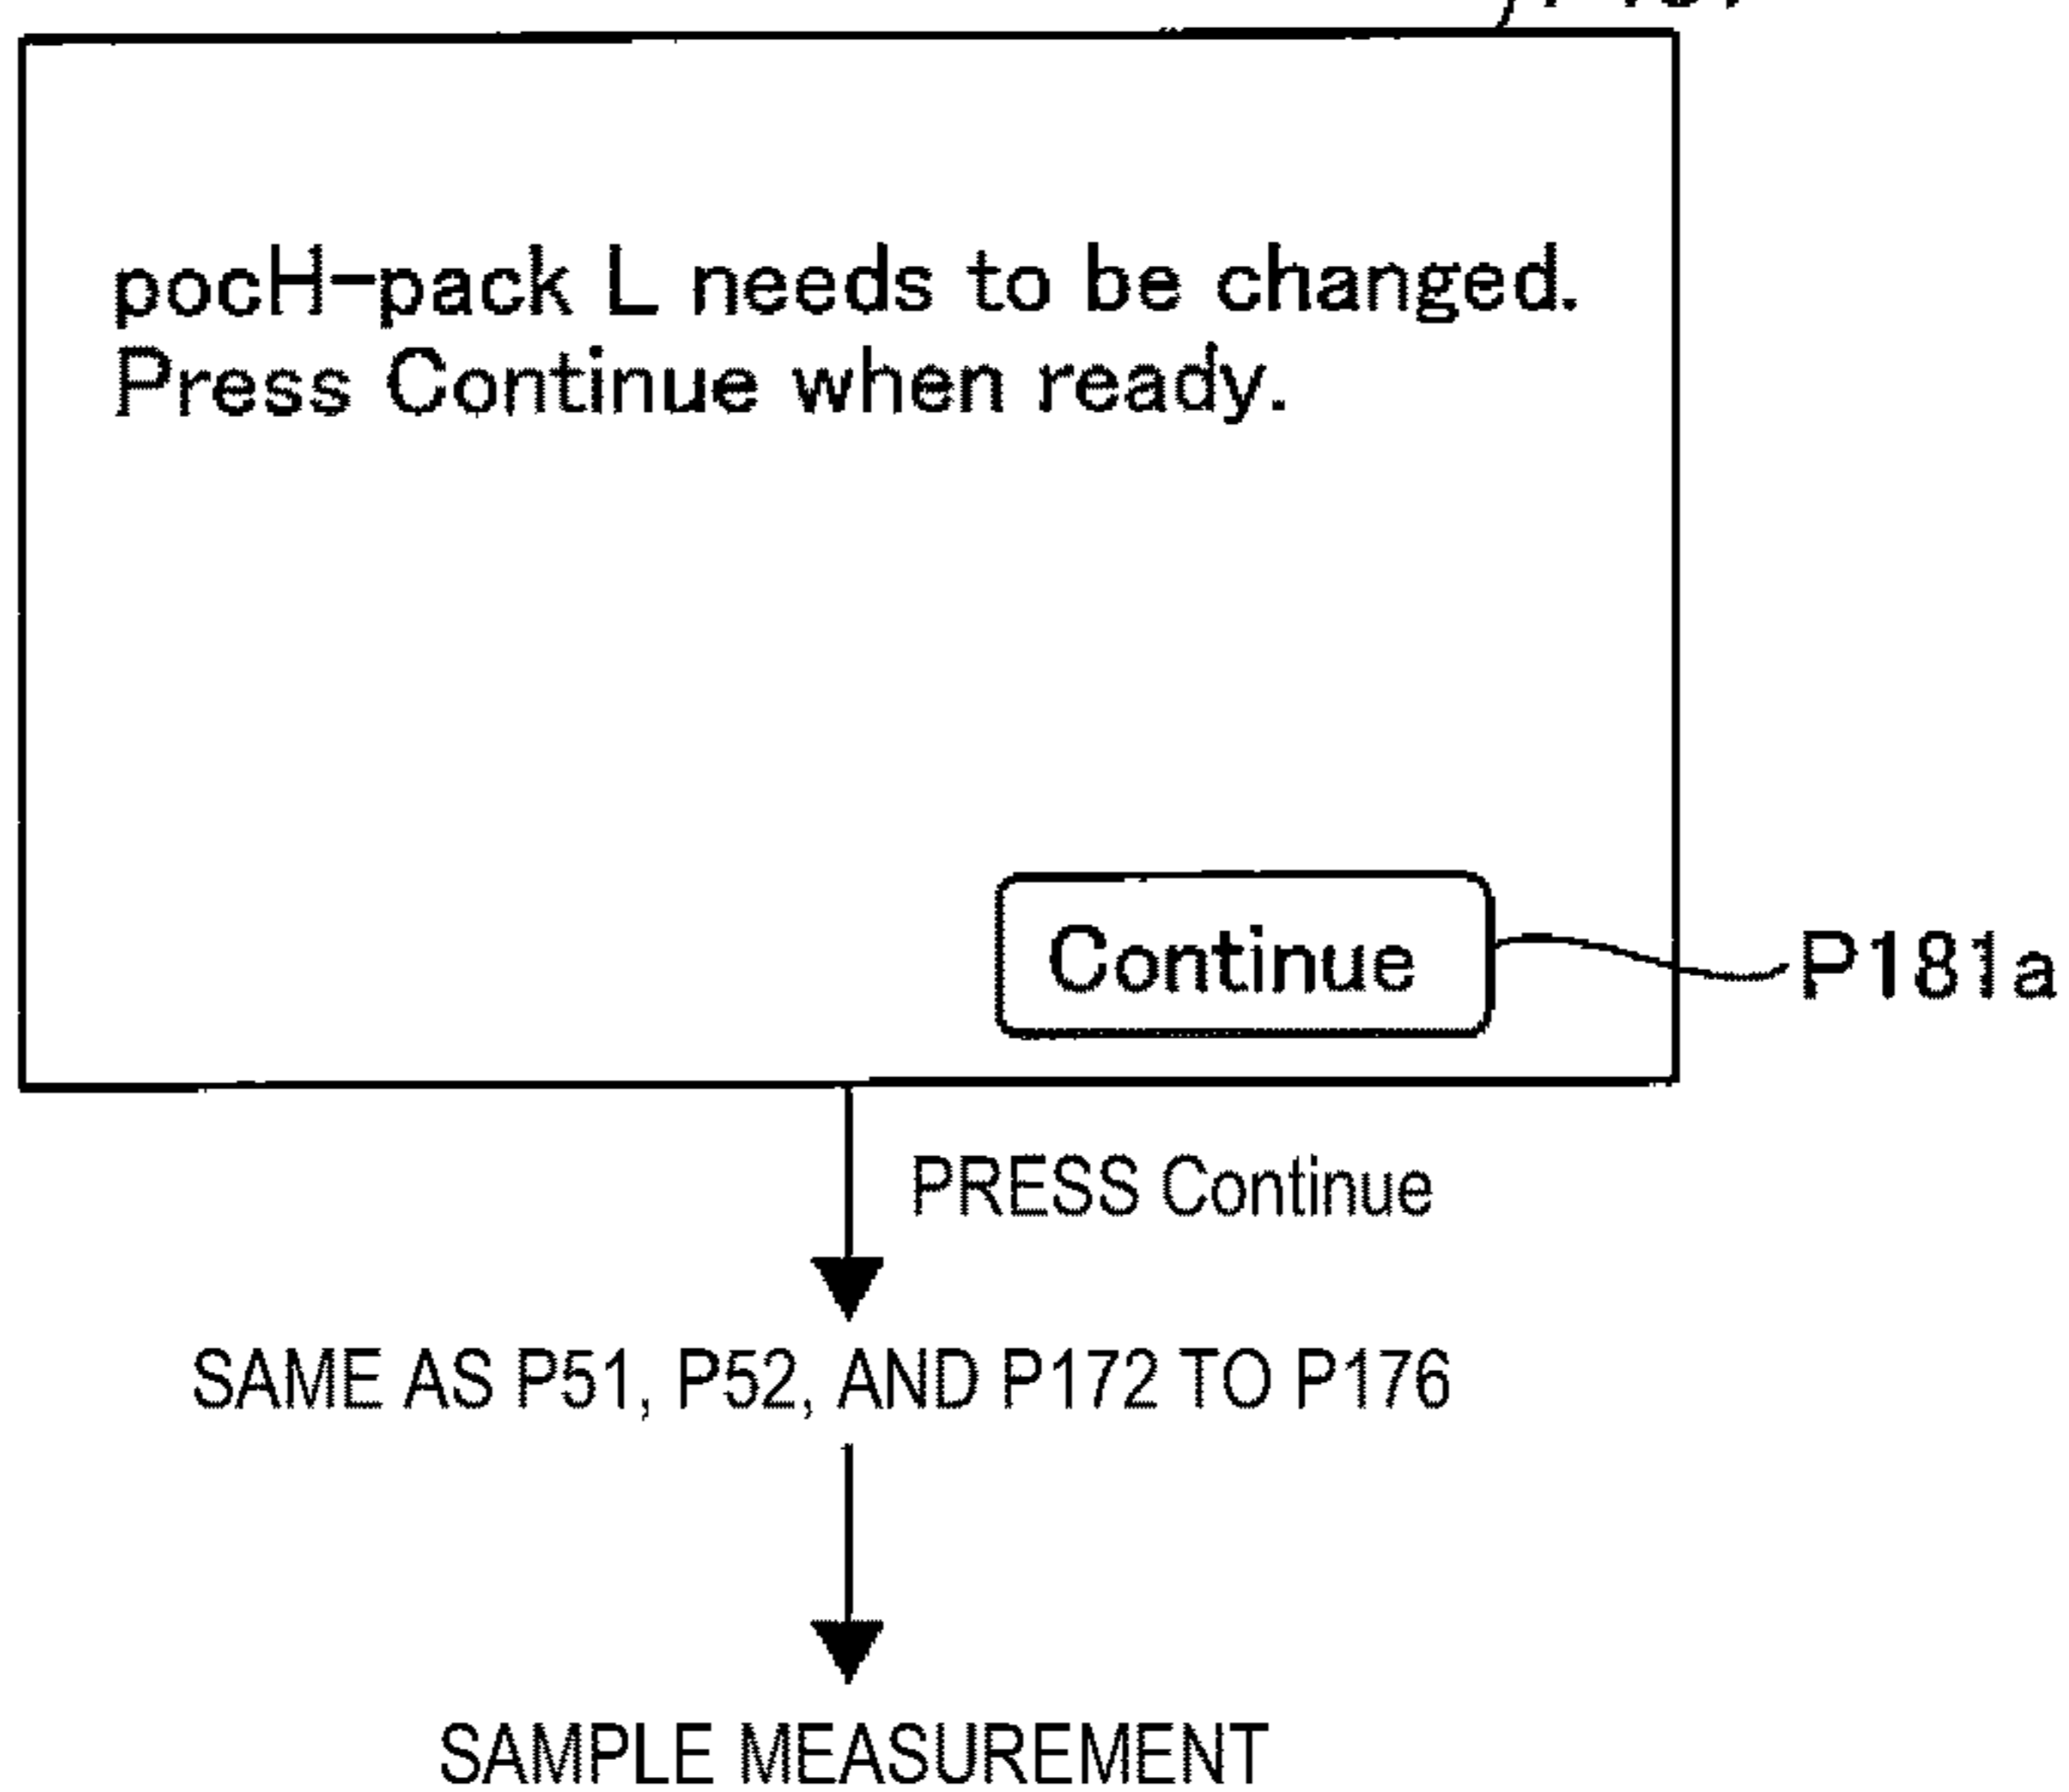 pocH-pack L needs to be changed.
Press Continue when ready.
Continue
P181a
PRESS Continue
SAME AS P51, P52, AND P172 TO P176
SAMPLE MEASUREMENT